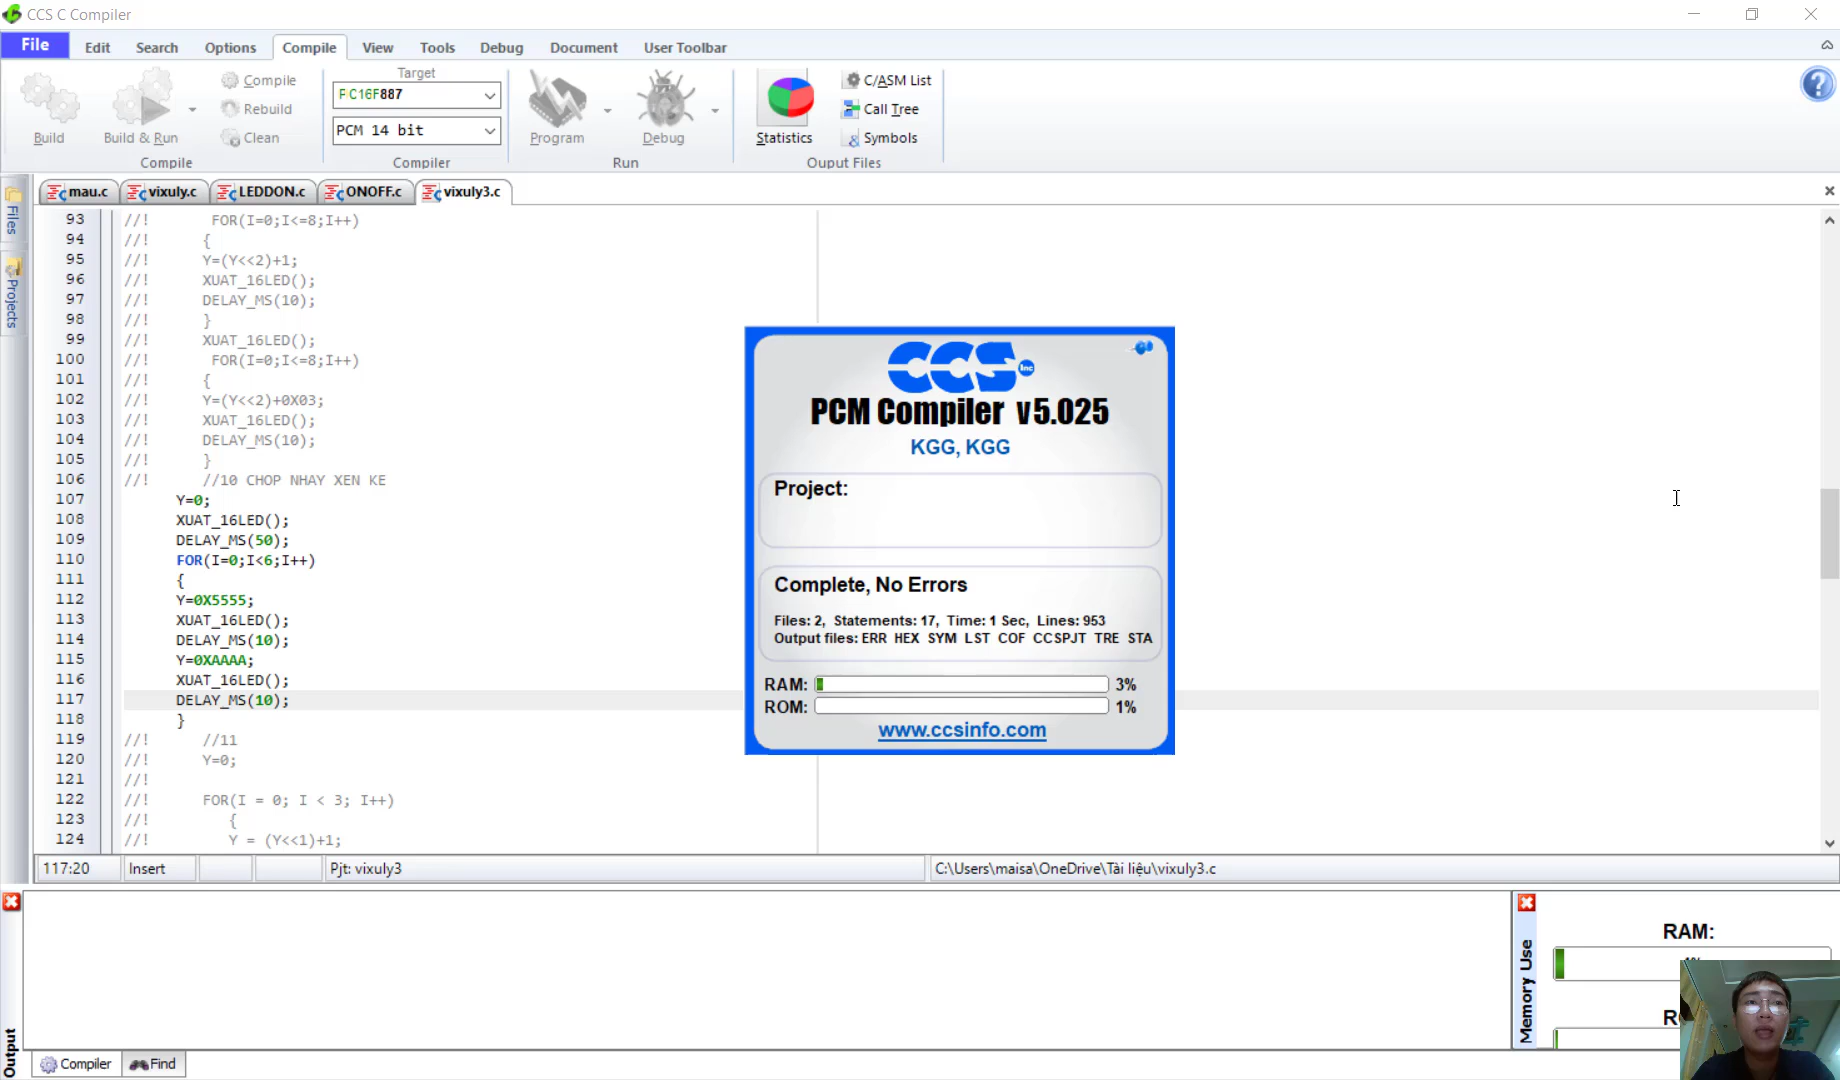 CCS C Compiler
File Edit Search Options Compile View Tools Debug Document User Toolbar
Build
Build & Run
Compile
Rebuild
Clean
Compile
Target
PIC16F887
PCM 14 bit
Compiler
Program
Debug
Run
Statistics
C/ASM List
Call Tree
Symbols
Ouput Files
Files
Projects
mau.c vixuly.c LEDDON.c ONOFF.c vixuly3.c
93 //! FOR(I=0;I<=8;I++)
94 //! {
95 //! Y=(Y<<2)+1;
96 //! XUAT_16LED();
97 //! DELAY_MS(10);
98 //! }
99 //! XUAT_16LED();
100 //! FOR(I=0;I<=8;I++)
101 //! {
102 //! Y=(Y<<2)+0X03;
103 //! XUAT_16LED();
104 //! DELAY_MS(10);
105 //! }
106 //! //10 CHOP NHAY XEN KE
107 Y=0;
108 XUAT_16LED();
109 DELAY_MS(50);
110 FOR(I=0;I<6;I++)
111 {
112 Y=0X5555;
113 XUAT_16LED();
114 DELAY_MS(10);
115 Y=0XAAAA;
116 XUAT_16LED();
117 DELAY_MS(10);
118 }
119 //! //11
120 //! Y=0;
121 //!
122 //! FOR(I = 0; I < 3; I++)
123 //! {
124 //! Y = (Y<<1)+1;
CCS Inc
PCM Compiler v5.025
KGG, KGG
Project:
Complete, No Errors
Files: 2, Statements: 17, Time: 1 Sec, Lines: 953
Output files: ERR HEX SYM LST COF CCSPJT TRE STA
RAM: 3%
ROM: 1%
www.ccsinfo.com
117:20 Insert Pjt: vixuly3 C:\Users\maisa\OneDrive\Tài liệu\vixuly3.c
Output
Memory Use
RAM:
Compiler Find